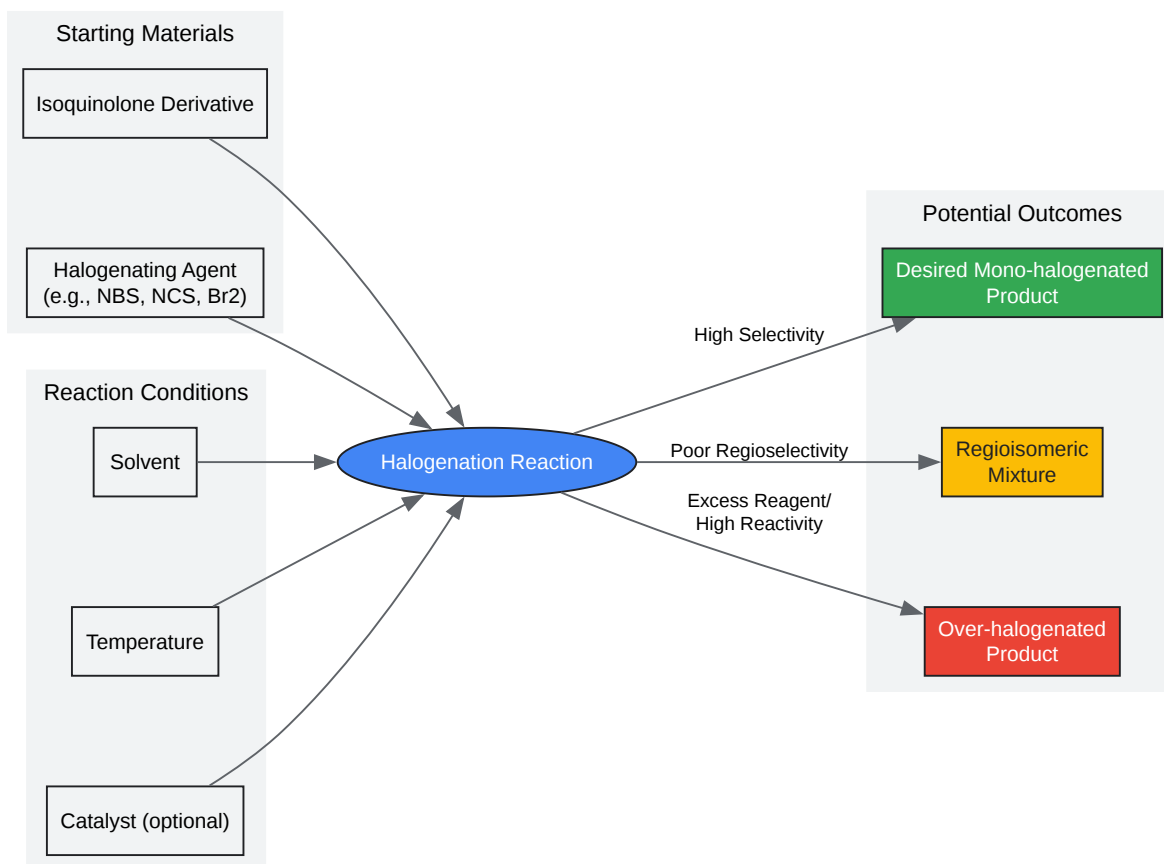 Starting Materials
Isoquinolone Derivative
Halogenating Agent
(e.g., NBS, NCS, Br2)
Reaction Conditions
Solvent
Temperature
Catalyst (optional)
Halogenation Reaction
High Selectivity
Poor Regioselectivity
Excess Reagent/
High Reactivity
Potential Outcomes
Desired Mono-halogenated
Product
Regioisomeric
Mixture
Over-halogenated
Product